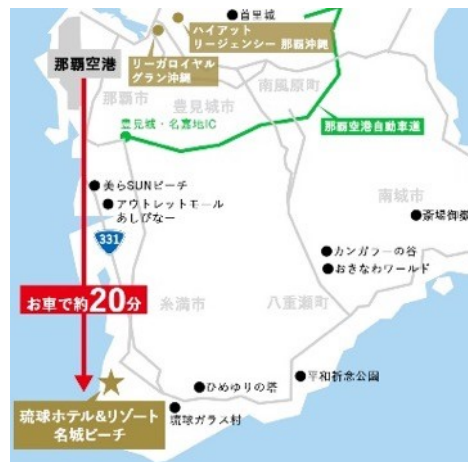 首里城
ハイアット
リージェンシー 那覇沖縄
那覇空港
リーガロイヤル
グラン沖縄
南風原町
那覇市
豊見城市
豊見城・名嘉地IC
那覇空港自動車道
美らSUNビーチ
南城市
アウトレットモール
あしびなー
斎場御嶽
331
カンガラーの谷
おきなわワールド
お車で約20分
糸満市
八重瀬町
平和祈念公園
ひめゆりの塔
琉球ホテル&リゾート
名城ビーチ
琉球ガラス村